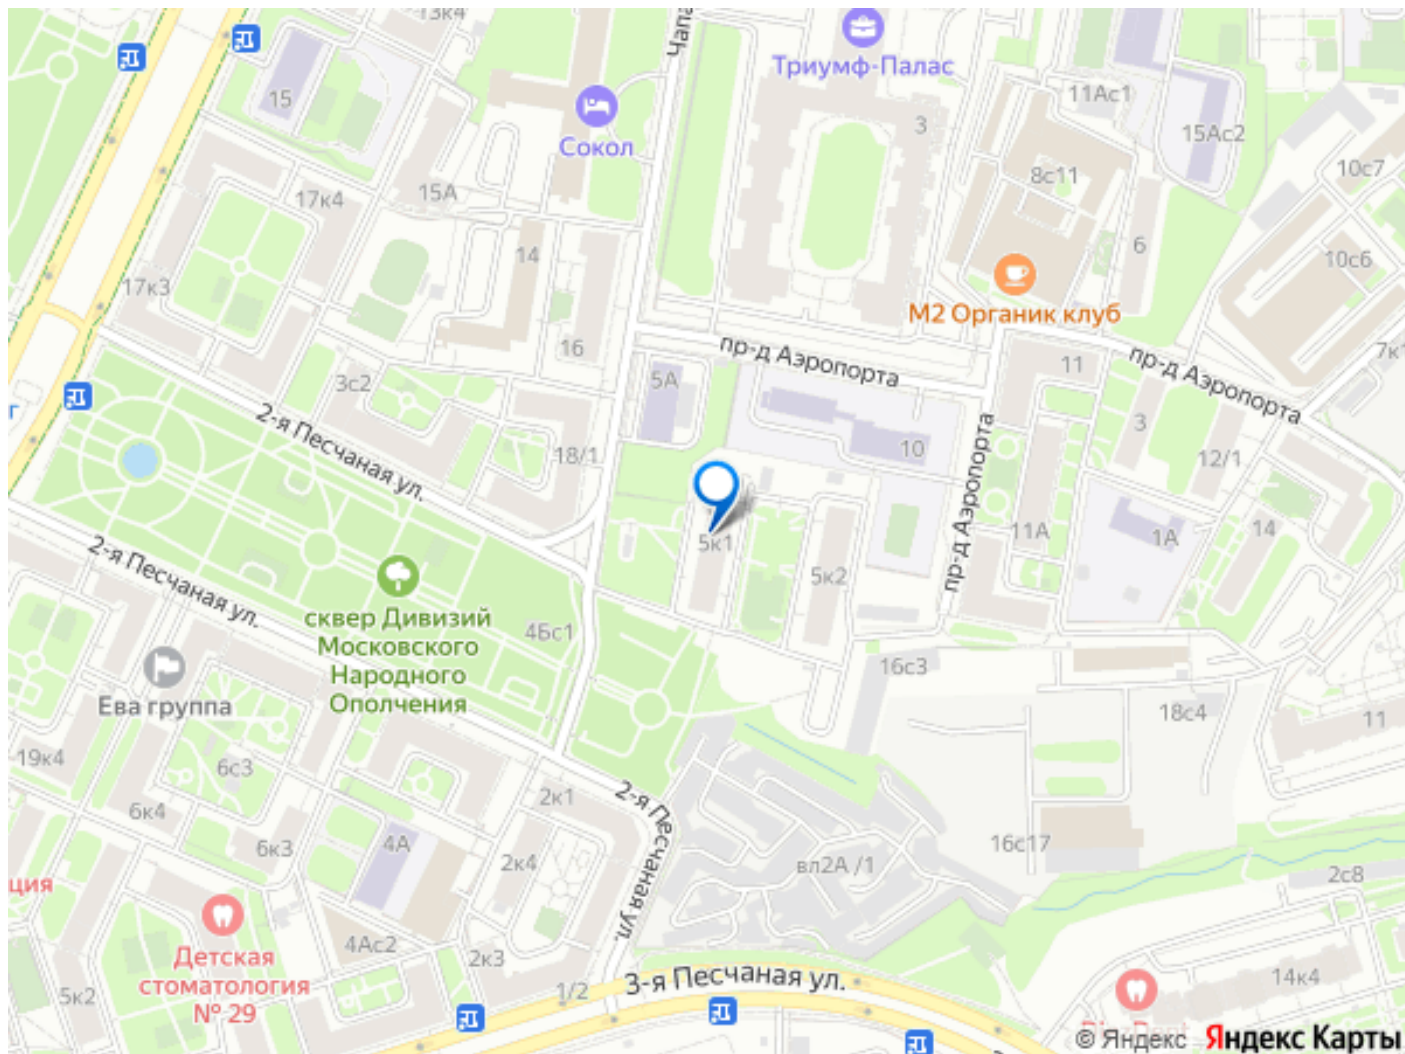 13к4
Чапа
Триумф-Палас
11Ас1
15
3
15Ас2
Сокол
8с11
10с7
15А
17к4
6
14
10с6
17к3
М2 Органик клуб
16
пр-д Аэропорта
пр-д Аэропорта
7к1
11
3с2
5А
г
2-я Песчаная ул.
3
18/1
10
12/1
пр-д Аэропорта
11А
14
1А
5к1
2-я Песчаная ул.
5к2
сквер Дивизий
Московского
Народного
Ополчения
4Бс1
16с3
Ева группа
18с4
11
19к4
6с3
2-я Песчаная ул.
2к1
6к4
4А
6к3
16с17
2к4
вл2А /1
2с8
ция
4Ас2
Детская
стоматология
№ 29
2к3
3-я Песчаная ул.
14к4
5к2
1/2
© Яндекс Яндекс Карты